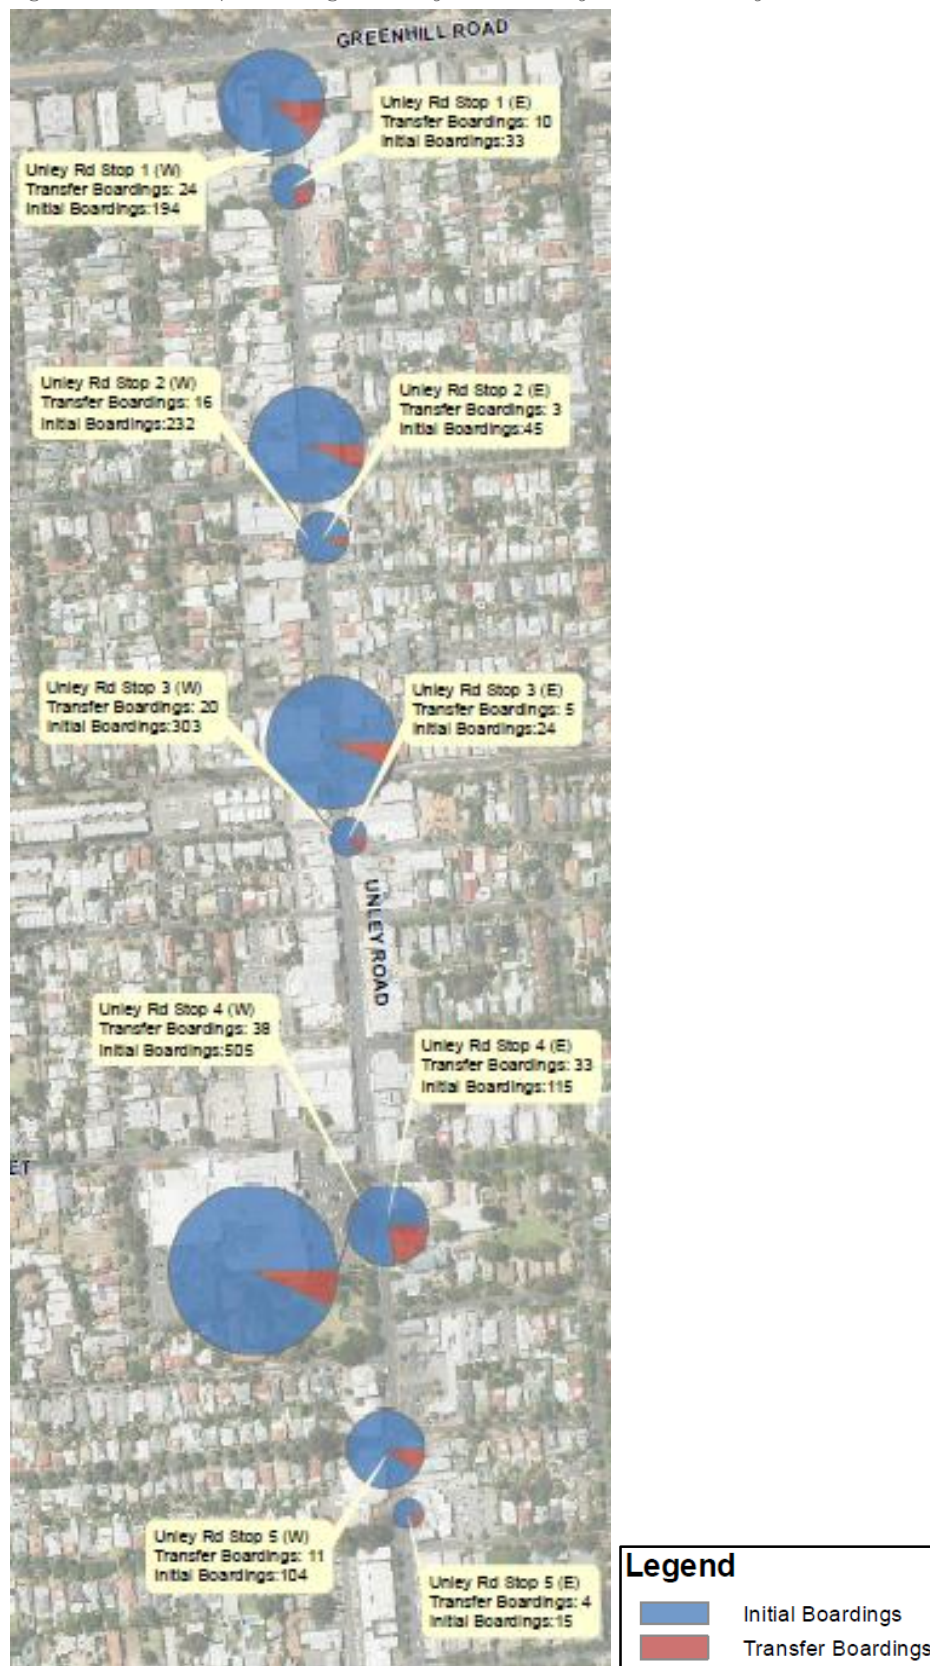 GREENHILL ROAD
Unley Rd Stop 1 (E)
Transfer Boardings: 10
Initial Boardings:33
Unley Rd Stop 1 (W)
Transfer Boardings: 24
Initial Boardings:194
Unley Rd Stop 2 (W)
Transfer Boardings: 16
Initial Boardings:232
Unley Rd Stop 2 (E)
Transfer Boardings: 3
Initial Boardings:45
Unley Rd Stop 3 (W)
Transfer Boardings: 20
Initial Boardings:303
Unley Rd Stop 3 (E)
Transfer Boardings: 5
Initial Boardings:24
UNLEY ROAD
Unley Rd Stop 4 (W)
Transfer Boardings: 38
Initial Boardings:505
Unley Rd Stop 4 (E)
Transfer Boardings: 33
Initial Boardings:115
ET
Unley Rd Stop 5 (W)
Transfer Boardings: 11
Initial Boardings:104
Unley Rd Stop 5 (E)
Transfer Boardings: 4
Initial Boardings:15
Legend
Initial Boardings
Transfer Boardings